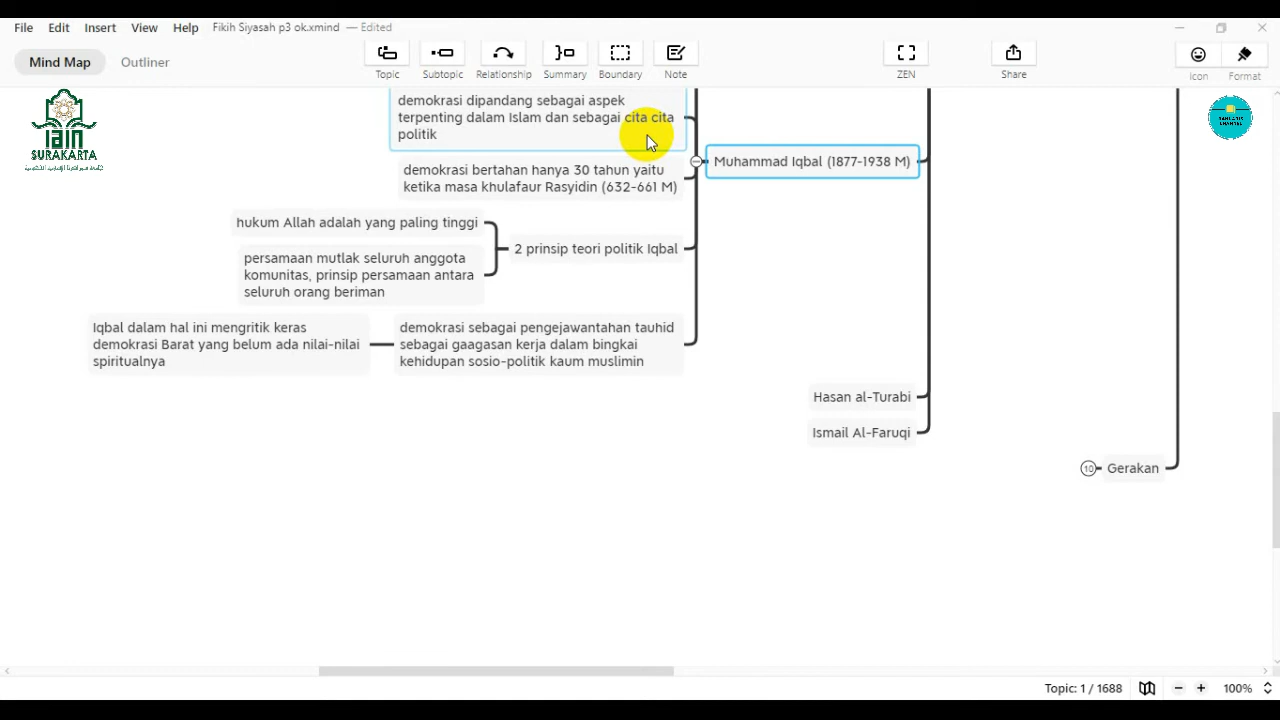 File Edit Insert View Help Fikih Siyasah p3 ok.xmind — Edited
Mind Map Outliner
Topic Subtopic Relationship Summary Boundary Note ZEN Share Icon Format
iain
SURAKARTA
demokrasi dipandang sebagai aspek
terpenting dalam Islam dan sebagai cita cita
politik
Muhammad Iqbal (1877-1938 M)
demokrasi bertahan hanya 30 tahun yaitu
ketika masa khulafaur Rasyidin (632-661 M)
hukum Allah adalah yang paling tinggi
2 prinsip teori politik Iqbal
persamaan mutlak seluruh anggota
komunitas, prinsip persamaan antara
seluruh orang beriman
Iqbal dalam hal ini mengritik keras
demokrasi Barat yang belum ada nilai-nilai
spiritualnya
demokrasi sebagai pengejawantahan tauhid
sebagai gaagasan kerja dalam bingkai
kehidupan sosio-politik kaum muslimin
Hasan al-Turabi
Ismail Al-Faruqi
10 Gerakan
Topic: 1 / 1688 100%